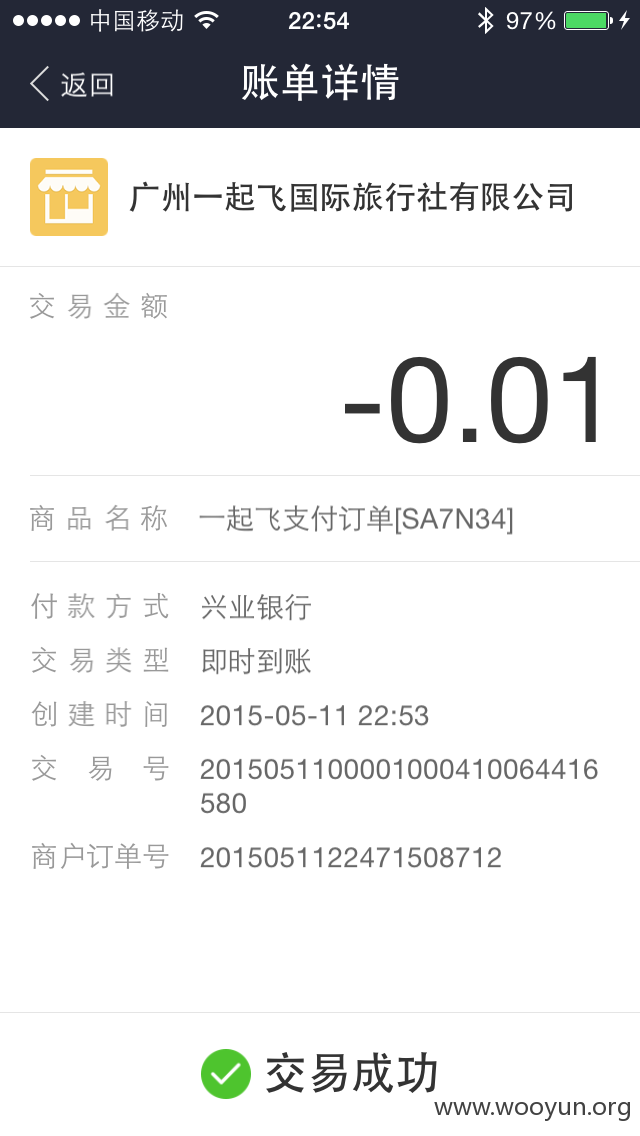 中国移动 22:54 97%
返回 账单详情
广州一起飞国际旅行社有限公司
交易金额
-0.01
商品名称 一起飞支付订单[SA7N34]
付款方式 兴业银行
交易类型 即时到账
创建时间 2015-05-11 22:53
交易号 2015051100001000410064416
580
商户订单号 2015051122471508712
交易成功
www.wooyun.org